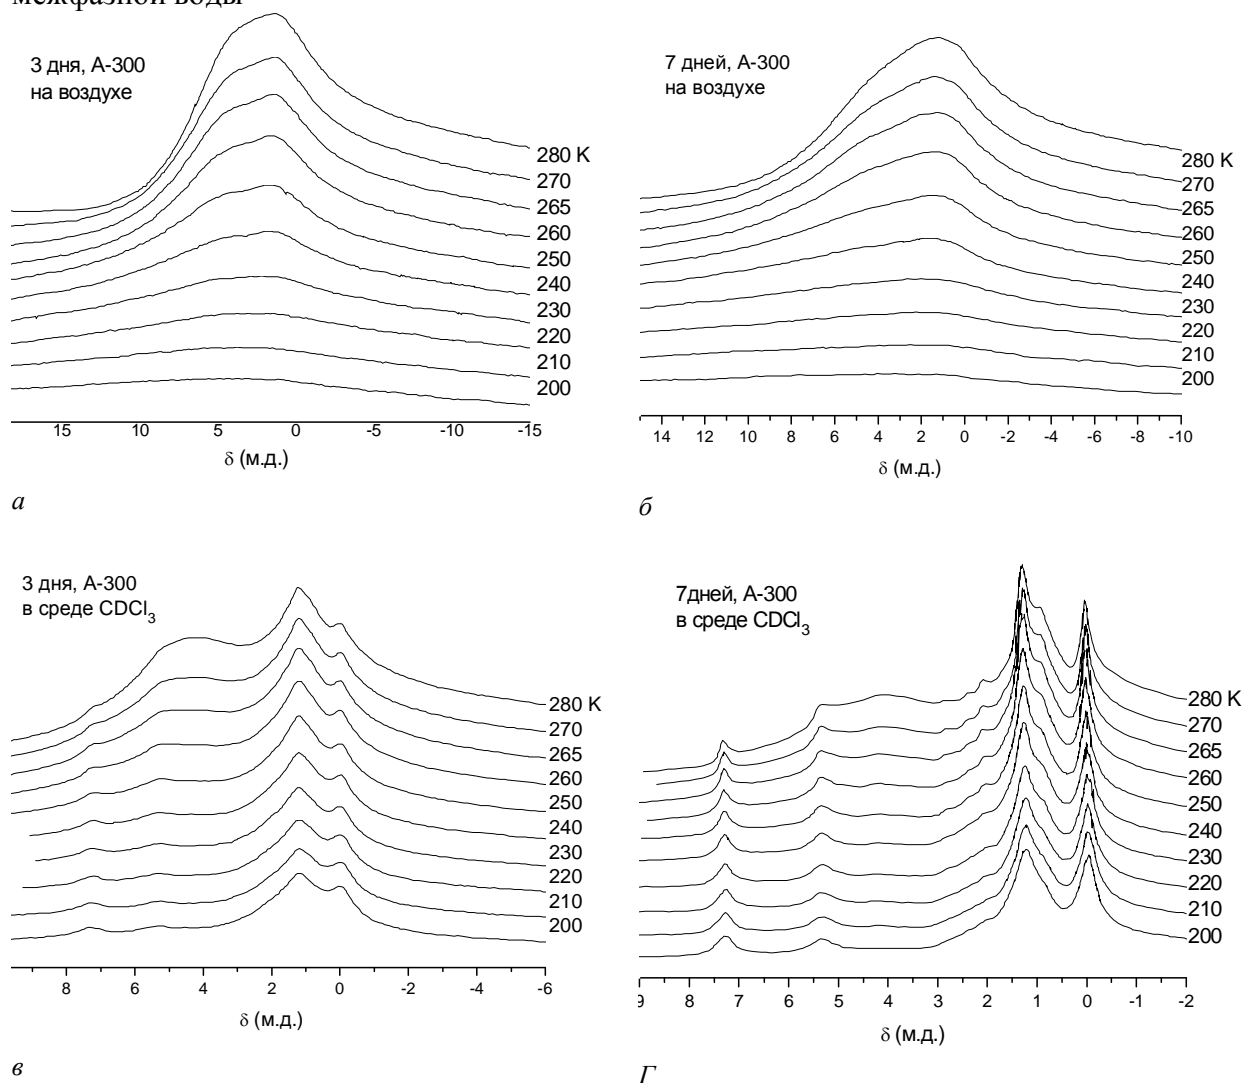 межфазной воды
3 дня, А-300
на воздухе
280 K
270
265
260
250
240
230
220
210
200
15 10 5 0 -5 -10 -15
δ (м.д.)
а
7 дней, А-300
на воздухе
280 K
270
265
260
250
240
230
220
210
200
14 12 10 8 6 4 2 0 -2 -4 -6 -8 -10
δ (м.д.)
б
3 дня, А-300
в среде CDCl3
280 K
270
265
260
250
240
230
220
210
200
8 6 4 2 0 -2 -4 -6
δ (м.д.)
в
7дней, А-300
в среде CDCl3
280 K
270
265
260
250
240
230
220
210
200
9 8 7 6 5 4 3 2 1 0 -1 -2
δ (м.д.)
Г